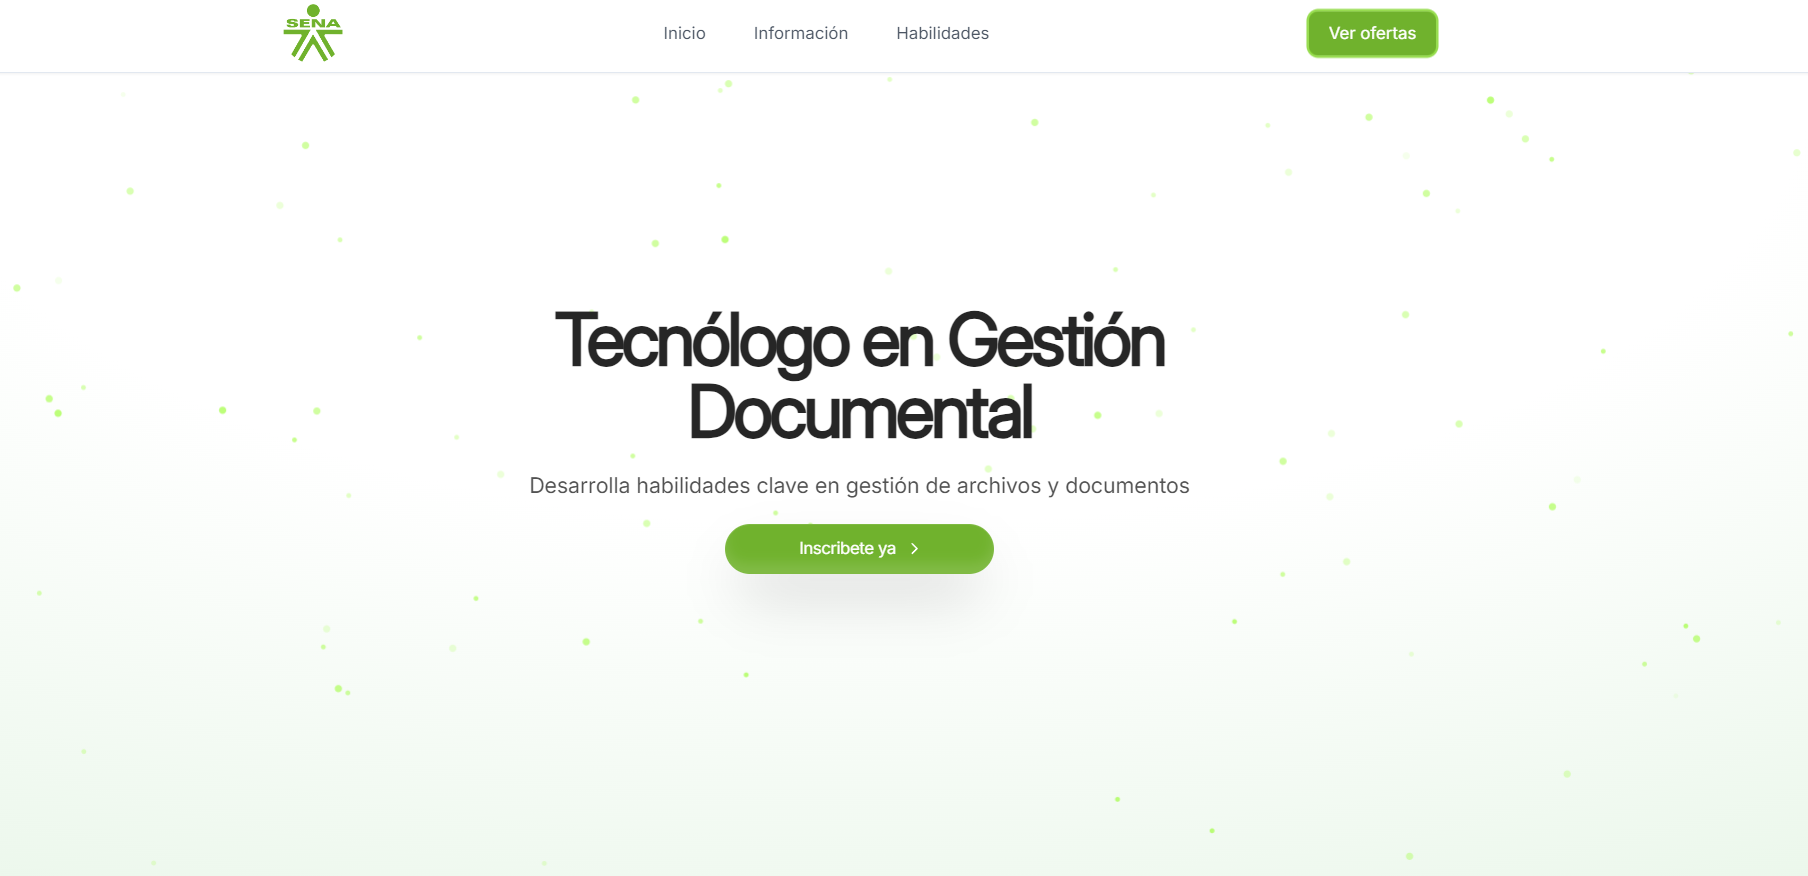 SENA
Inicio
Información
Habilidades
Ver ofertas
Tecnólogo en Gestión
Documental
Desarrolla habilidades clave en gestión de archivos y documentos
Inscribete ya